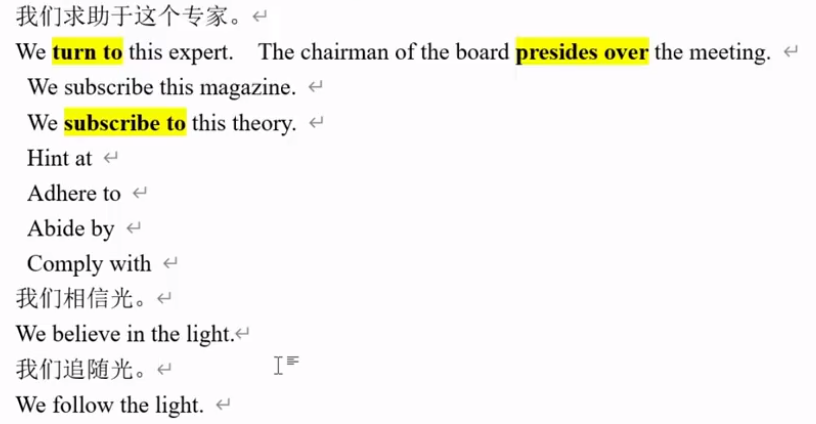 我们求助于这个专家。
We turn to this expert. The chairman of the board presides over the meeting.
We subscribe this magazine.
We subscribe to this theory.
Hint at
Adhere to
Abide by
Comply with
我们相信光。
We believe in the light.
我们追随光。
We follow the light.